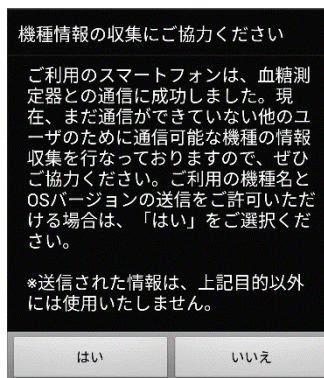 機種情報の収集にご協力ください
ご利用のスマートフォンは、血糖測
定器との通信に成功しました。現
在、まだ通信ができていない他のユ
ーザのために通信可能な機種の情報
収集を行なっておりますので、ぜひ
ご協力ください。ご利用の機種名と
OSバージョンの送信をご許可いただ
ける場合は、「はい」をご選択くだ
さい。
※送信された情報は、上記目的以外
には使用いたしません。
はい
いいえ